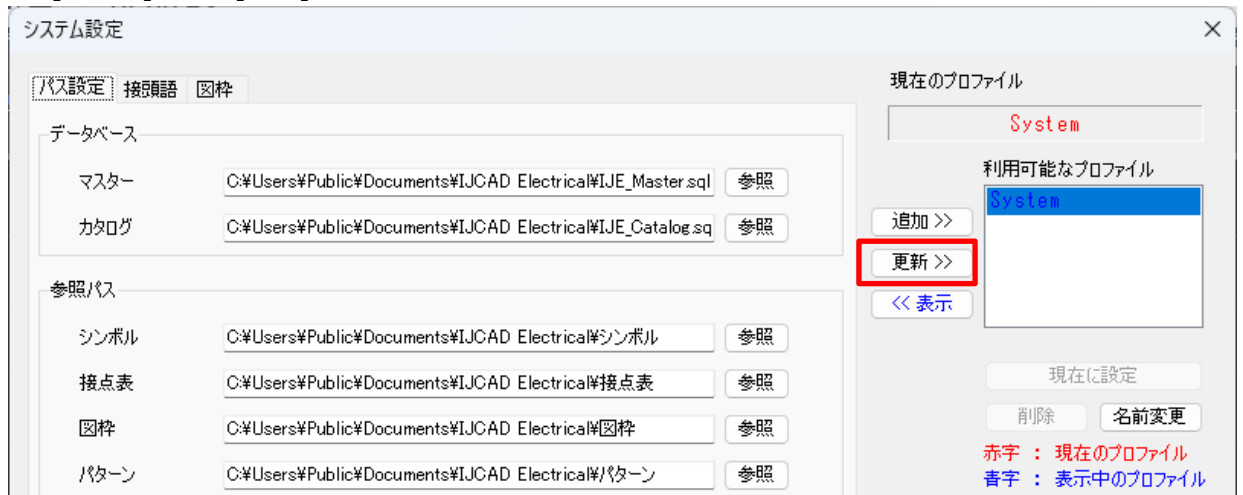 システム設定
パス設定 接頭語 図枠
データベース
マスター C:¥Users¥Public¥Documents¥IJCAD Electrical¥IJE_Master.sql 参照
カタログ C:¥Users¥Public¥Documents¥IJCAD Electrical¥IJE_Catalog.sq 参照
参照パス
シンボル C:¥Users¥Public¥Documents¥IJCAD Electrical¥シンボル 参照
接点表 C:¥Users¥Public¥Documents¥IJCAD Electrical¥接点表 参照
図枠 C:¥Users¥Public¥Documents¥IJCAD Electrical¥図枠 参照
パターン C:¥Users¥Public¥Documents¥IJCAD Electrical¥パターン 参照
現在のプロファイル
System
利用可能なプロファイル
System
追加 >>
更新 >>
<< 表示
現在に設定
削除 名前変更
赤字 : 現在のプロファイル
青字 : 表示中のプロファイル